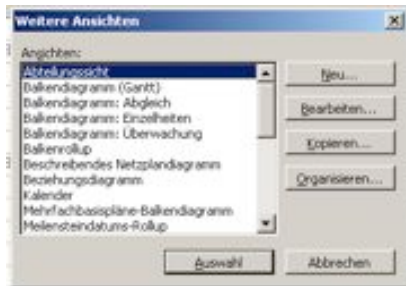 Weitere Ansichten
Ansichten:
Abteilungssicht
Balkendiagramm (Gantt)
Balkendiagramm: Abgleich
Balkendiagramm: Einzelheiten
Balkendiagramm: Überwachung
Balkenrollup
Beschreibendes Netzplandiagramm
Beziehungsdiagramm
Kalender
Mehrfachbasispläne-Balkendiagramm
Meilensteindatums-Rollup
Neu...
Bearbeiten...
Kopieren...
Organisieren...
Auswahl
Abbrechen